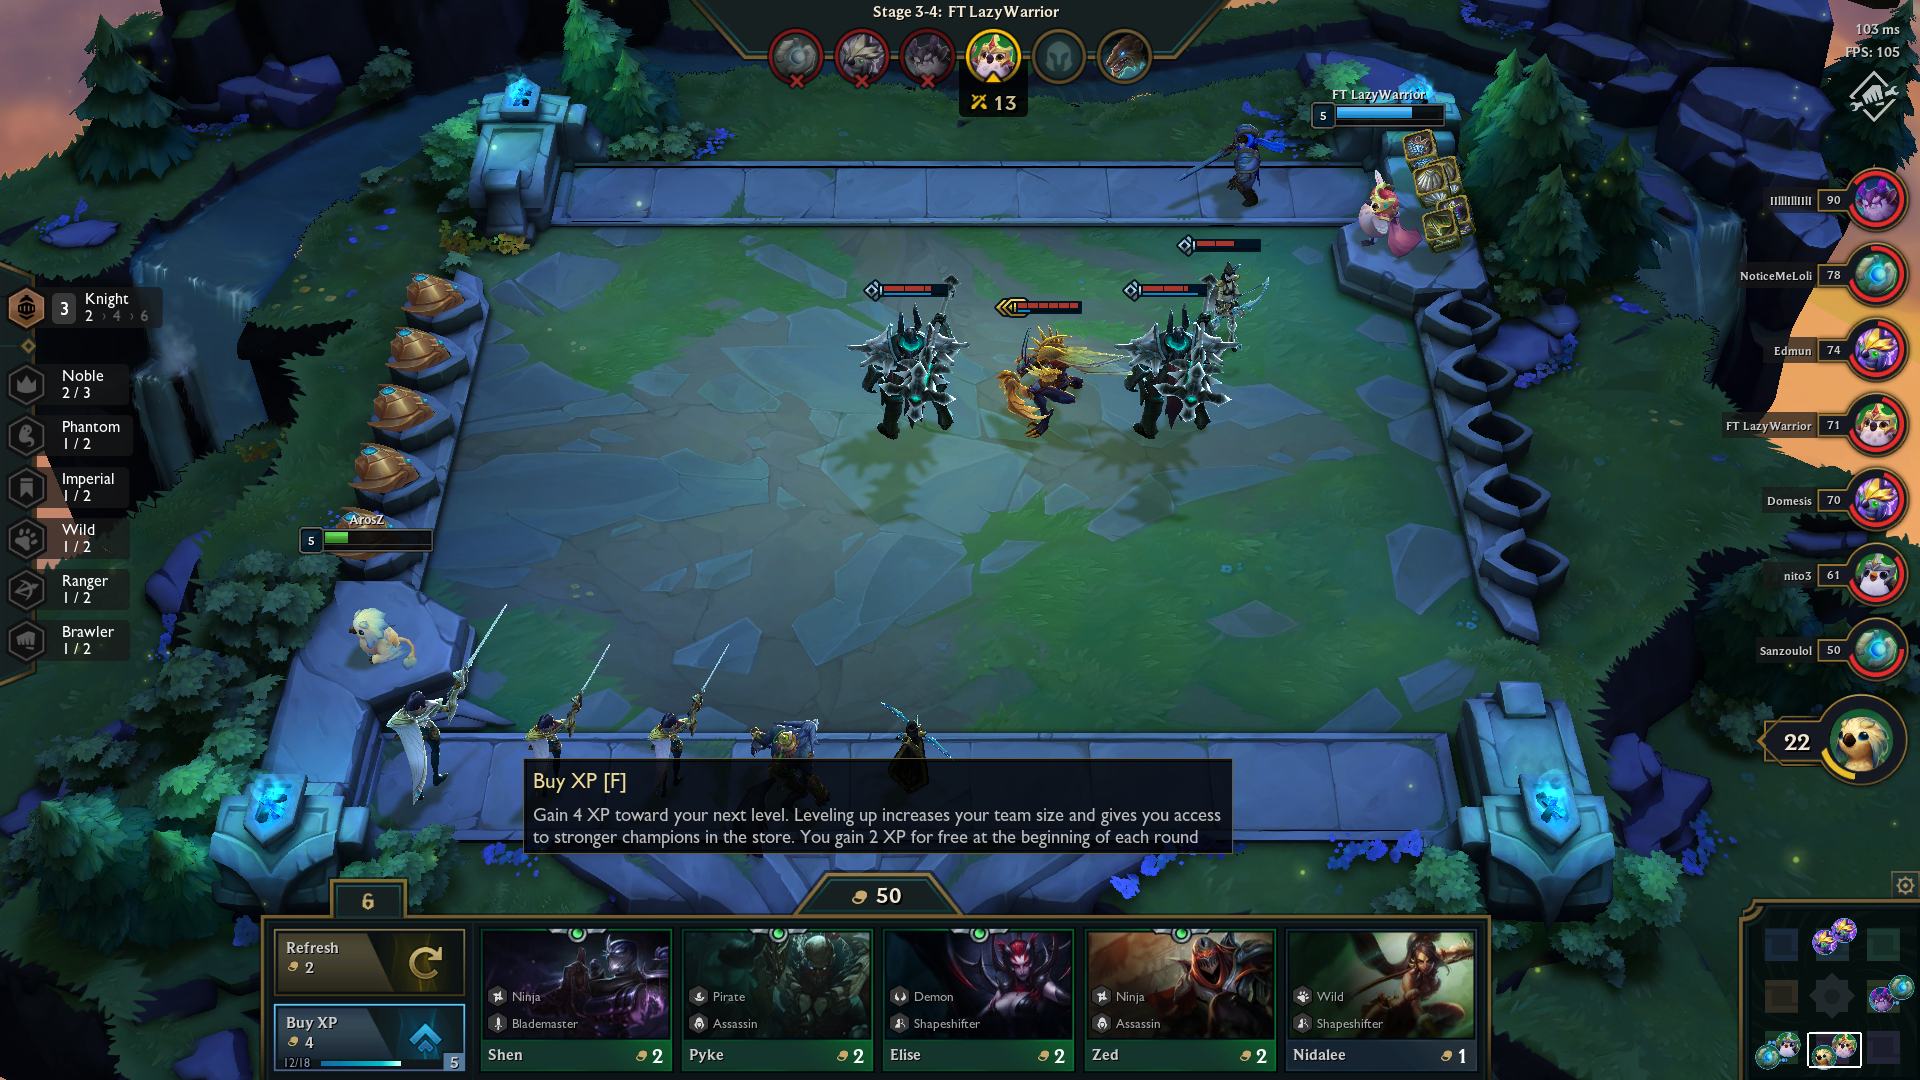 Stage 3-4: FT LazyWarrior
103 ms
FPS: 105
13
FT LazyWarrior
5
3
Knight
2 › 4 › 6
Noble
2 / 3
Phantom
1 / 2
Imperial
1 / 2
Wild
1 / 2
Ranger
1 / 2
Brawler
1 / 2
ArosZ
5
90
NoticeMeLoli
78
Edmun
74
FT LazyWarrior
71
Domesis
70
nito3
61
Sanzoulol
50
22
Buy XP [F]
Gain 4 XP toward your next level. Leveling up increases your team size and gives you access
to stronger champions in the store. You gain 2 XP for free at the beginning of each round
6
50
Refresh
2
Buy XP
4
12/18
5
Ninja
Blademaster
Shen
2
Pirate
Assassin
Pyke
2
Demon
Shapeshifter
Elise
2
Ninja
Assassin
Zed
2
Wild
Shapeshifter
Nidalee
1